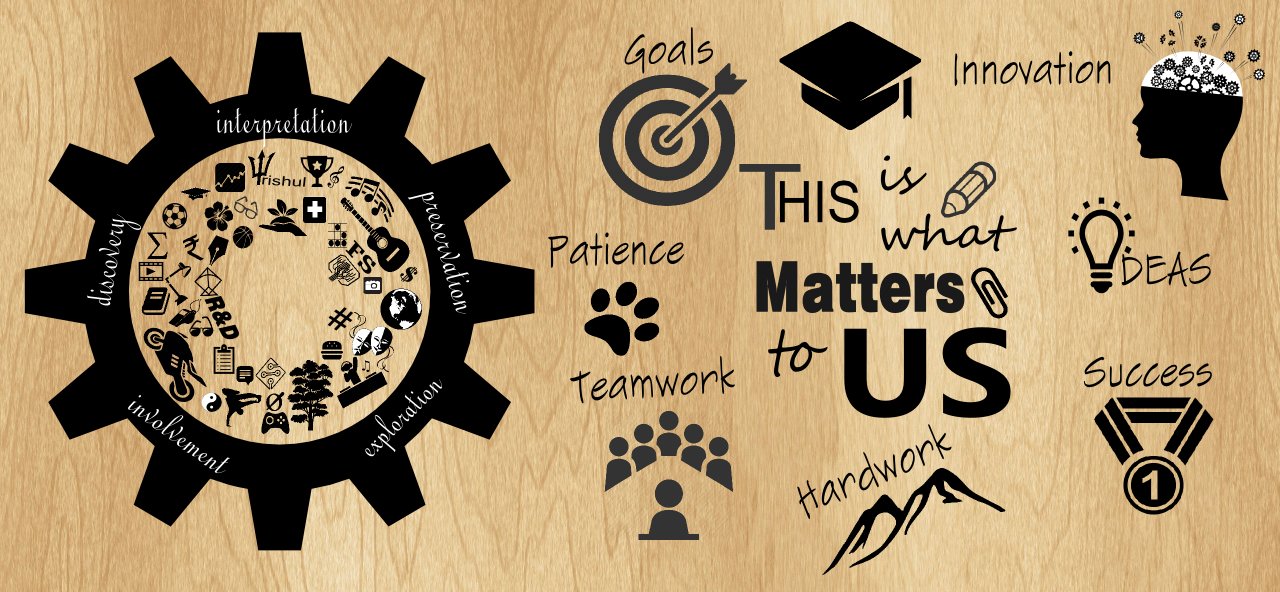 interpretation
preservation
exploration
involvement
discovery
rishul
FS
$
₹
Σ
R&D
#
Goals
Innovation
Patience
THIS is
what
Matters
to US
IDEAS
Teamwork
Success
Hardwork
1